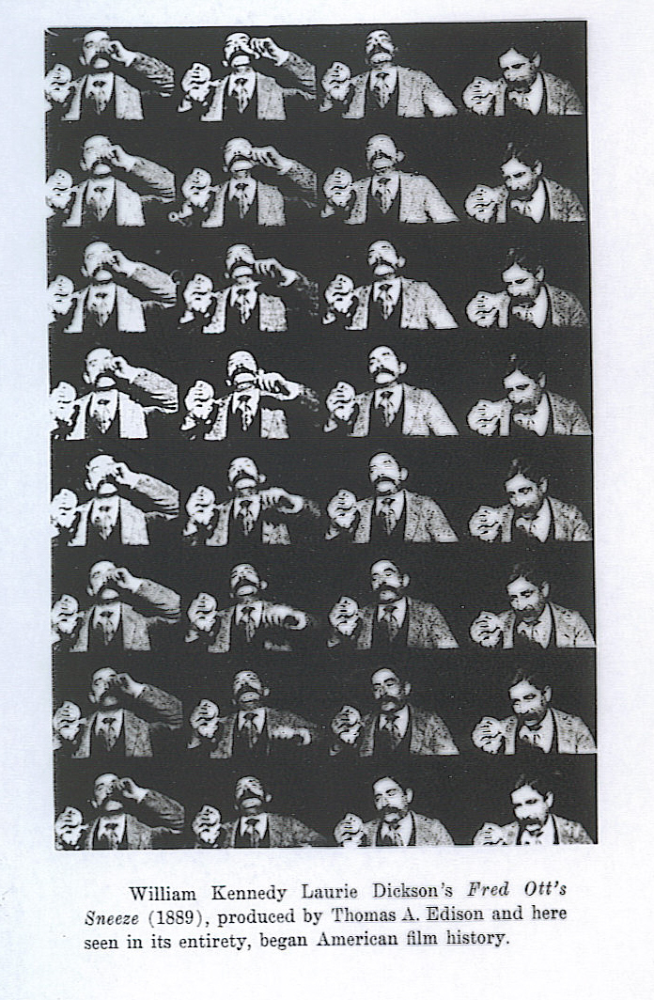 William Kennedy Laurie Dickson's Fred Ott's
Sneeze (1889), produced by Thomas A. Edison and here
seen in its entirety, began American film history.